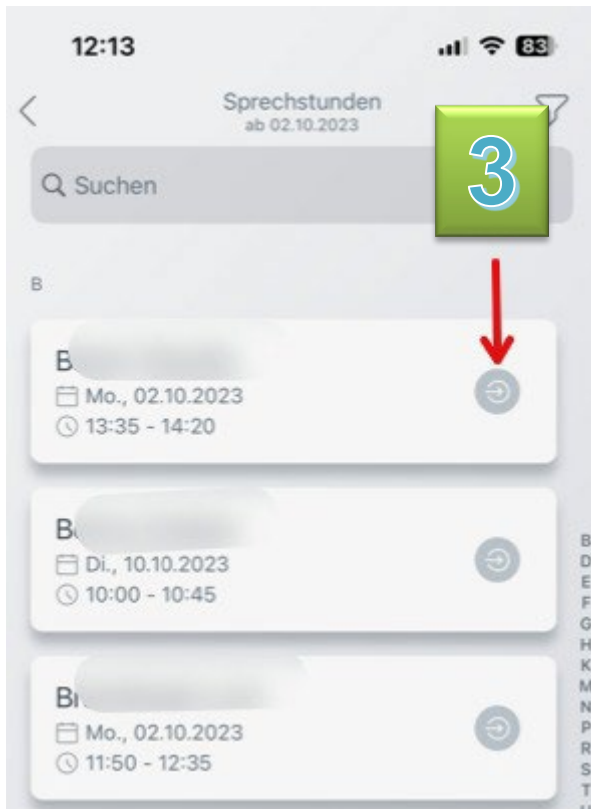 12:13
83
Sprechstunden
ab 02.10.2023
3
Suchen
B
Mo., 02.10.2023
13:35 - 14:20
Di., 10.10.2023
10:00 - 10:45
Mo., 02.10.2023
11:50 - 12:35
B
D
E
F
G
H
K
M
N
P
R
S
T